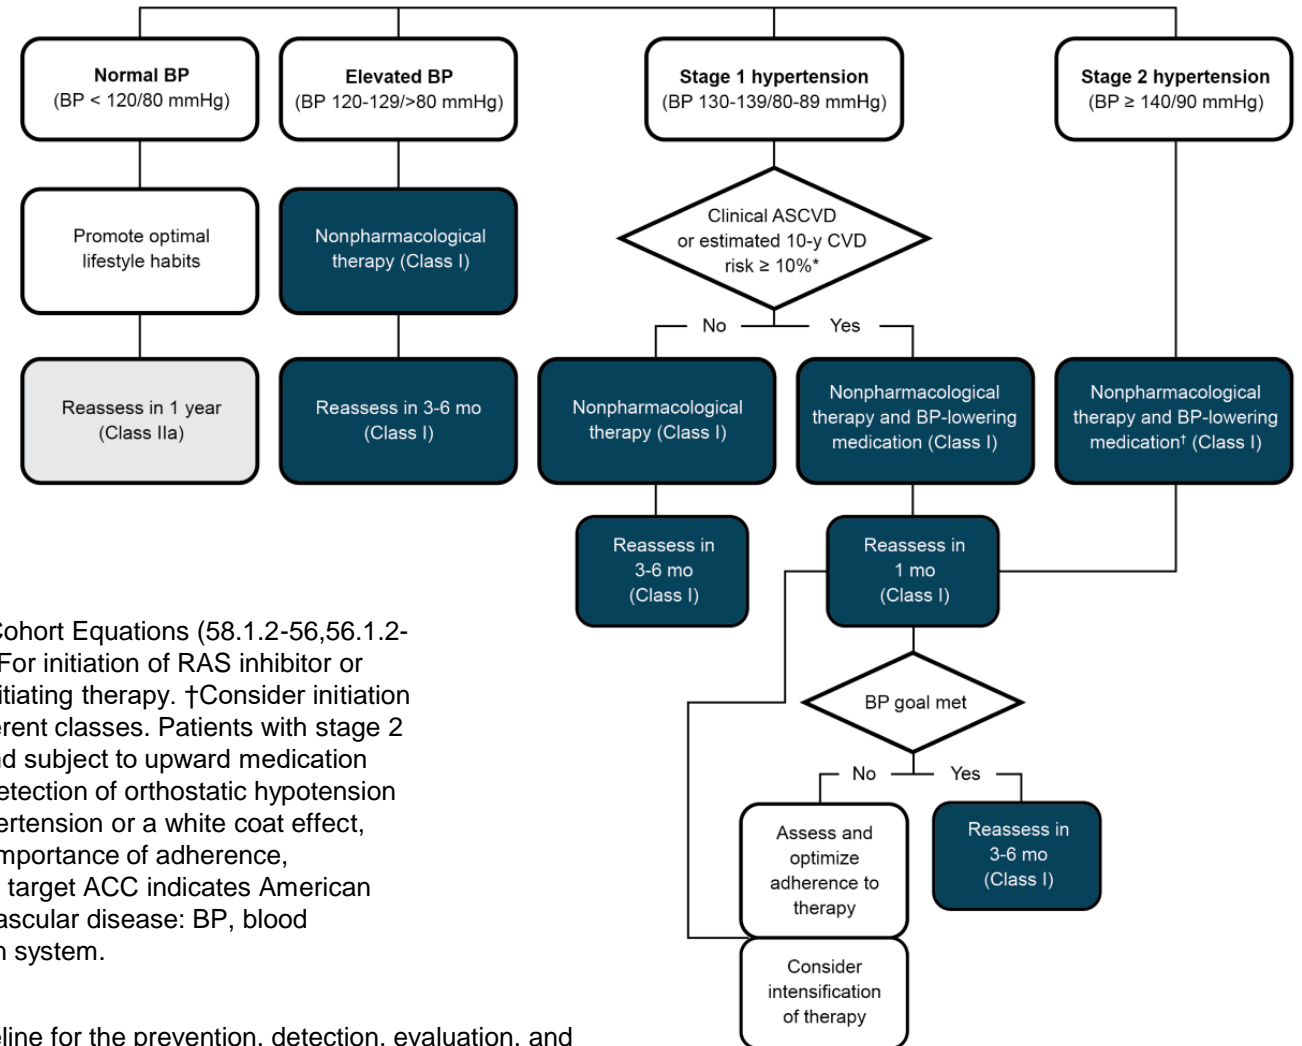 Normal BP
(BP < 120/80 mmHg)
Elevated BP
(BP 120-129/>80 mmHg)
Stage 1 hypertension
(BP 130-139/80-89 mmHg)
Stage 2 hypertension
(BP ≥ 140/90 mmHg)
Promote optimal
lifestyle habits
Nonpharmacological
therapy (Class I)
Clinical ASCVD
or estimated 10-y CVD
risk ≥ 10%*
No
Yes
Reassess in 1 year
(Class IIa)
Reassess in 3-6 mo
(Class I)
Nonpharmacological
therapy (Class I)
Nonpharmacological
therapy and BP-lowering
medication (Class I)
Nonpharmacological
therapy and BP-lowering
medication† (Class I)
Reassess in
3-6 mo
(Class I)
Reassess in
1 mo
(Class I)
BP goal met
No
Yes
Assess and
optimize
adherence to
therapy
Reassess in
3-6 mo
(Class I)
Consider
intensification
of therapy
Cohort Equations (58.1.2-56,56.1.2-
For initiation of RAS inhibitor or
itiating therapy. †Consider initiation
erent classes. Patients with stage 2
nd subject to upward medication
etection of orthostatic hypotension
ertension or a white coat effect,
mportance of adherence,
target ACC indicates American
ascular disease: BP, blood
n system.
eline for the prevention, detection, evaluation, and